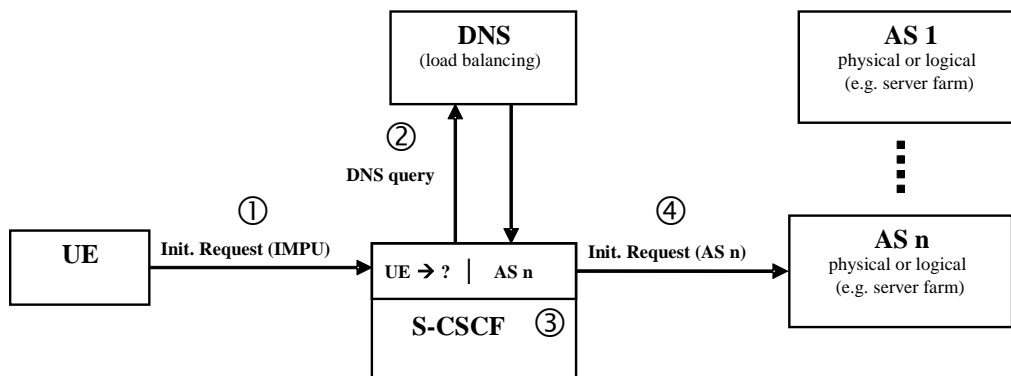 DNS
(load balancing)
AS 1
physical or logical
(e.g. server farm)
②
DNS query
①
④
UE
Init. Request (IMPU)
UE → ? | AS n
Init. Request (AS n)
AS n
physical or logical
(e.g. server farm)
S-CSCF
③